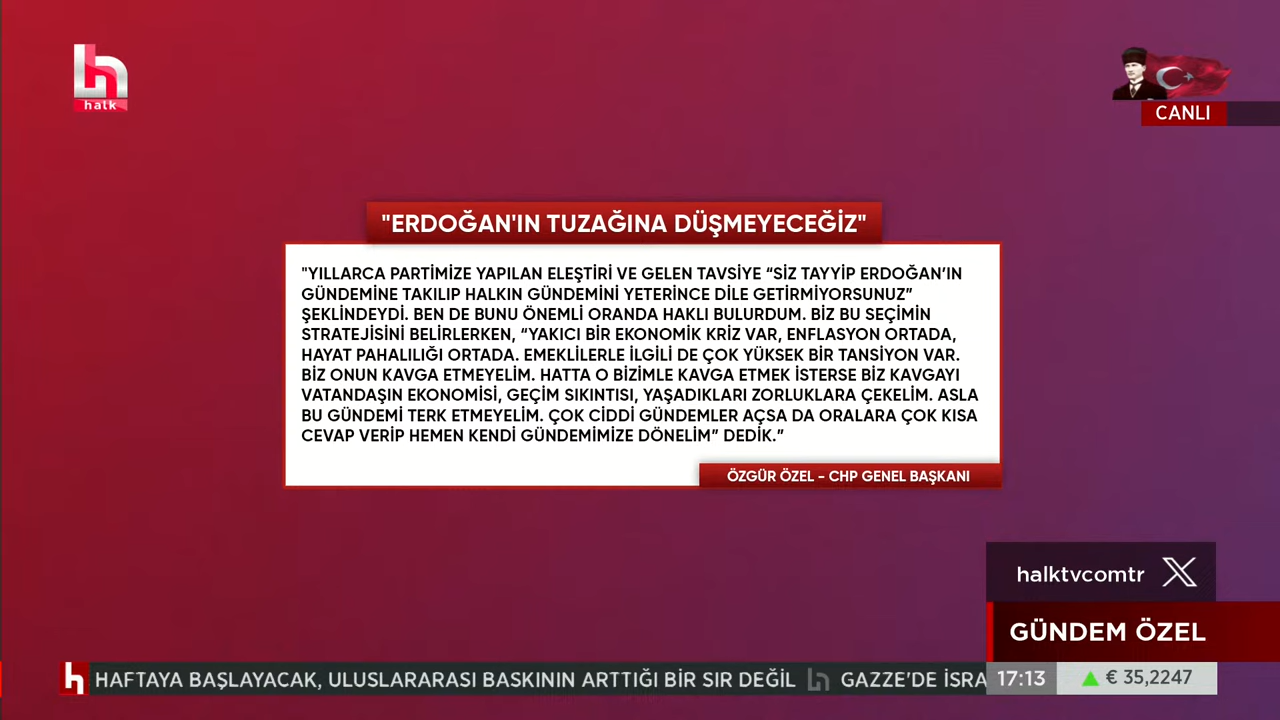 halk
CANLI
"ERDOĞAN'IN TUZAĞINA DÜŞMEYECEĞİZ"
"YILLARCA PARTİMİZE YAPILAN ELEŞTİRİ VE GELEN TAVSİYE “SİZ TAYYİP ERDOĞAN’IN
GÜNDEMİNE TAKILIP HALKIN GÜNDEMİNİ YETERİNCE DİLE GETİRMİYORSUNUZ”
ŞEKLİNDEYDİ. BEN DE BUNU ÖNEMLİ ORANDA HAKLI BULURDUM. BİZ BU SEÇİMİN
STRATEJİSİNİ BELİRLERKEN, “YAKICI BİR EKONOMİK KRİZ VAR, ENFLASYON ORTADA,
HAYAT PAHALILIĞI ORTADA. EMEKLİLERLE İLGİLİ DE ÇOK YÜKSEK BİR TANSİYON VAR.
BİZ ONUN KAVGA ETMEYELİM. HATTA O BİZİMLE KAVGA ETMEK İSTERSE BİZ KAVGAYI
VATANDAŞIN EKONOMİSİ, GEÇİM SIKINTISI, YAŞADIKLARI ZORLUKLARA ÇEKELİM. ASLA
BU GÜNDEMİ TERK ETMEYELİM. ÇOK CİDDİ GÜNDEMLER AÇSA DA ORALARA ÇOK KISA
CEVAP VERİP HEMEN KENDİ GÜNDEMİMİZE DÖNELİM” DEDİK.”
ÖZGÜR ÖZEL - CHP GENEL BAŞKANI
halktvcomtr
GÜNDEM ÖZEL
HAFTAYA BAŞLAYACAK, ULUSLARARASI BASKININ ARTTIĞI BİR SIR DEĞİL GAZZE'DE İSRA
17:13 € 35,2247